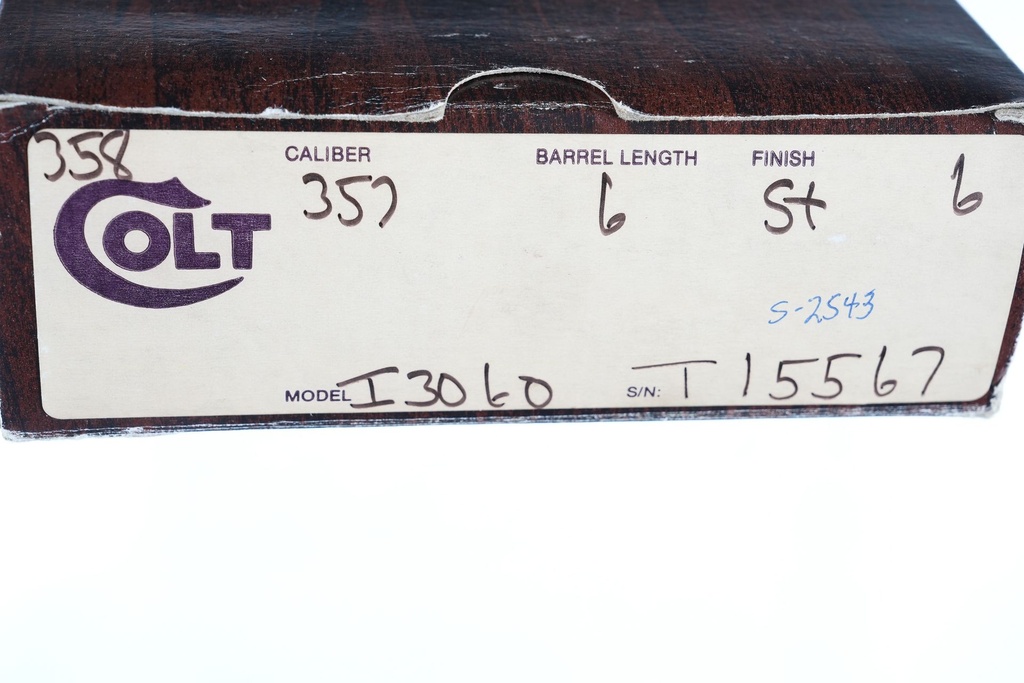 358
COLT
CALIBER BARREL LENGTH FINISH
357 6 St 6
S-2543
MODEL I3060 S/N: T15567